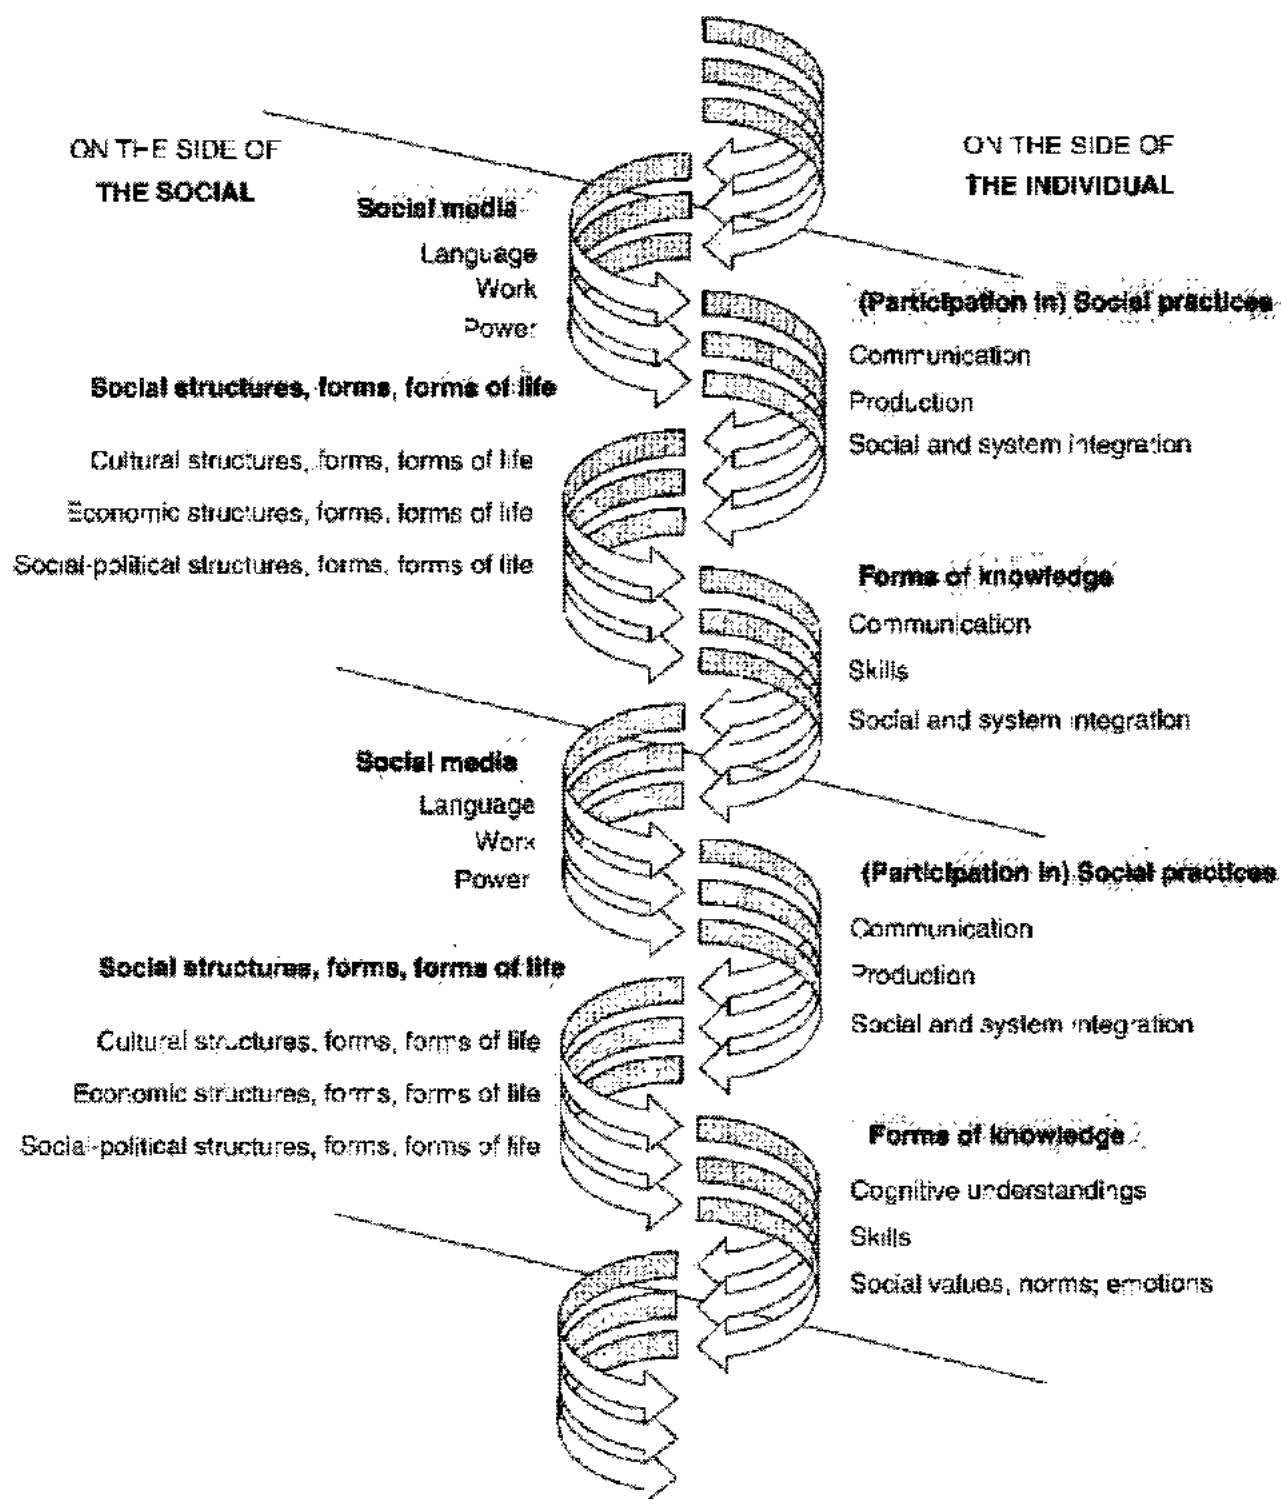 ON THE SIDE OF
THE SOCIAL
ON THE SIDE OF
THE INDIVIDUAL
Social media
Language
Work
Power
(Participation in) Social practices
Communication
Production
Social and system integration
Social structures, forms, forms of life
Cultural structures, forms, forms of life
Economic structures, forms, forms of life
Social-political structures, forms, forms of life
Forms of knowledge
Communication
Skills
Social and system integration
Social media
Language
Work
Power
(Participation in) Social practices
Communication
Production
Social and system integration
Social structures, forms, forms of life
Cultural structures, forms, forms of life
Economic structures, forms, forms of life
Social-political structures, forms, forms of life
Forms of knowledge
Cognitive understandings
Skills
Social values, norms; emotions